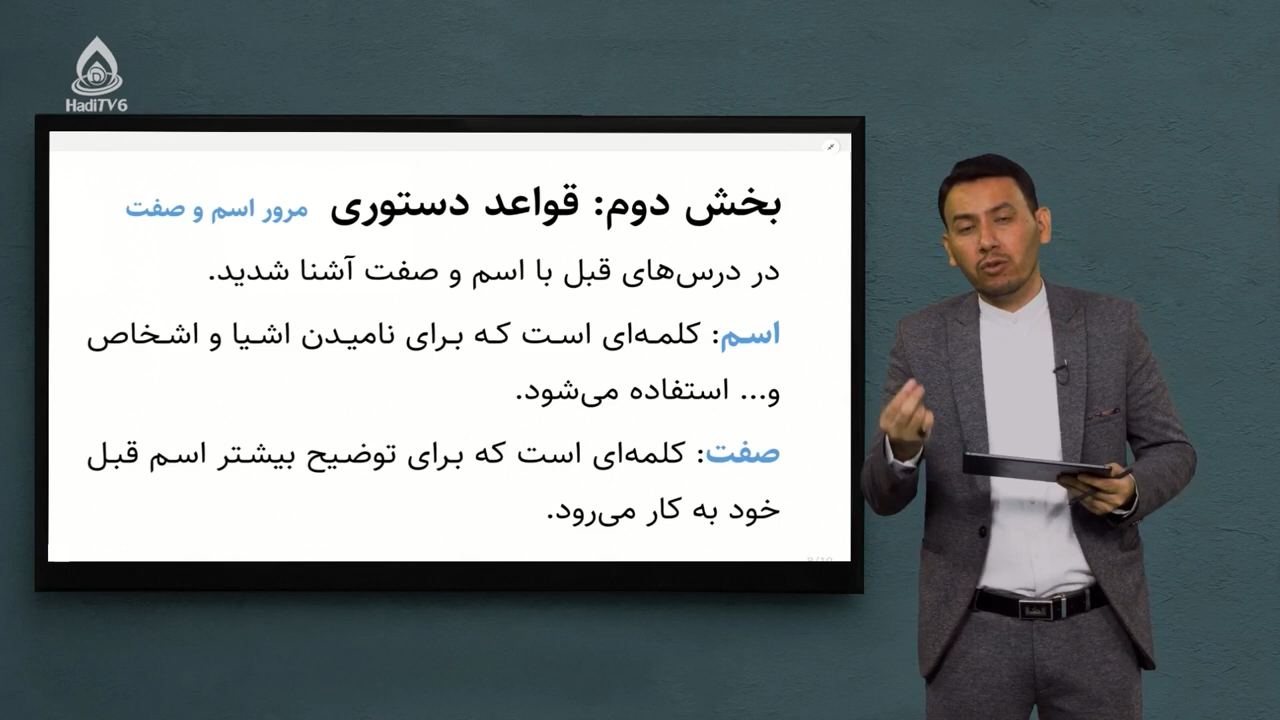 HadiTV6
بخش دوم: قواعد دستوری مرور اسم و صفت
در درس‌های قبل با اسم و صفت آشنا شدید.
اسم: کلمه‌ای است که برای نامیدن اشیا و اشخاص
و... استفاده می‌شود.
صفت: کلمه‌ای است که برای توضیح بیشتر اسم قبل
خود به کار می‌رود.